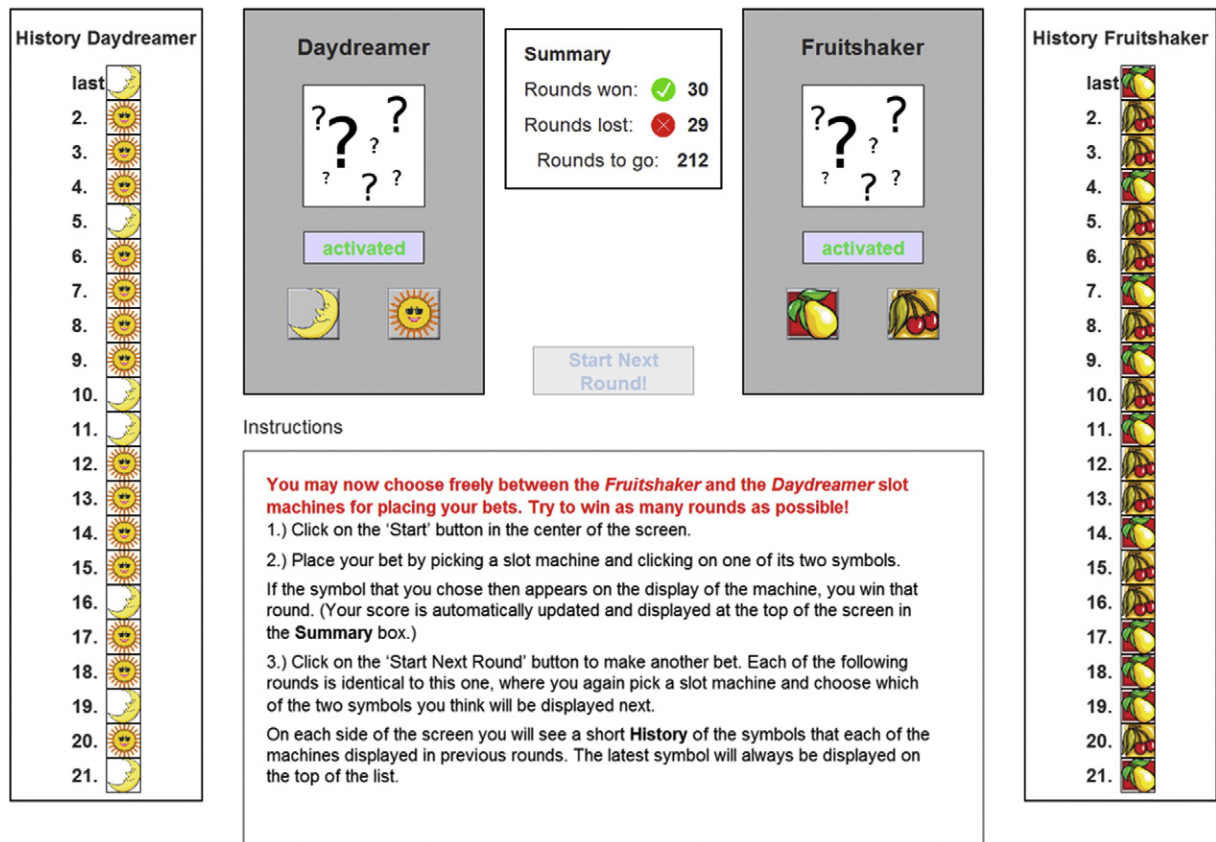 History Daydreamer
last
2.
3.
4.
5.
6.
7.
8.
9.
10.
11.
12.
13.
14.
15.
16.
17.
18.
19.
20.
21.
Daydreamer
? ? ? ? ? ? ?
activated
Summary
Rounds won: 30
Rounds lost: 29
Rounds to go: 212
Start Next
Round!
Fruitshaker
? ? ? ? ? ? ?
activated
Instructions
You may now choose freely between the Fruitshaker and the Daydreamer slot
machines for placing your bets. Try to win as many rounds as possible!
1.) Click on the ‘Start’ button in the center of the screen.
2.) Place your bet by picking a slot machine and clicking on one of its two symbols.
If the symbol that you chose then appears on the display of the machine, you win that
round. (Your score is automatically updated and displayed at the top of the screen in
the Summary box.)
3.) Click on the ‘Start Next Round’ button to make another bet. Each of the following
rounds is identical to this one, where you again pick a slot machine and choose which
of the two symbols you think will be displayed next.
On each side of the screen you will see a short History of the symbols that each of the
machines displayed in previous rounds. The latest symbol will always be displayed on
the top of the list.
History Fruitshaker
last
2.
3.
4.
5.
6.
7.
8.
9.
10.
11.
12.
13.
14.
15.
16.
17.
18.
19.
20.
21.